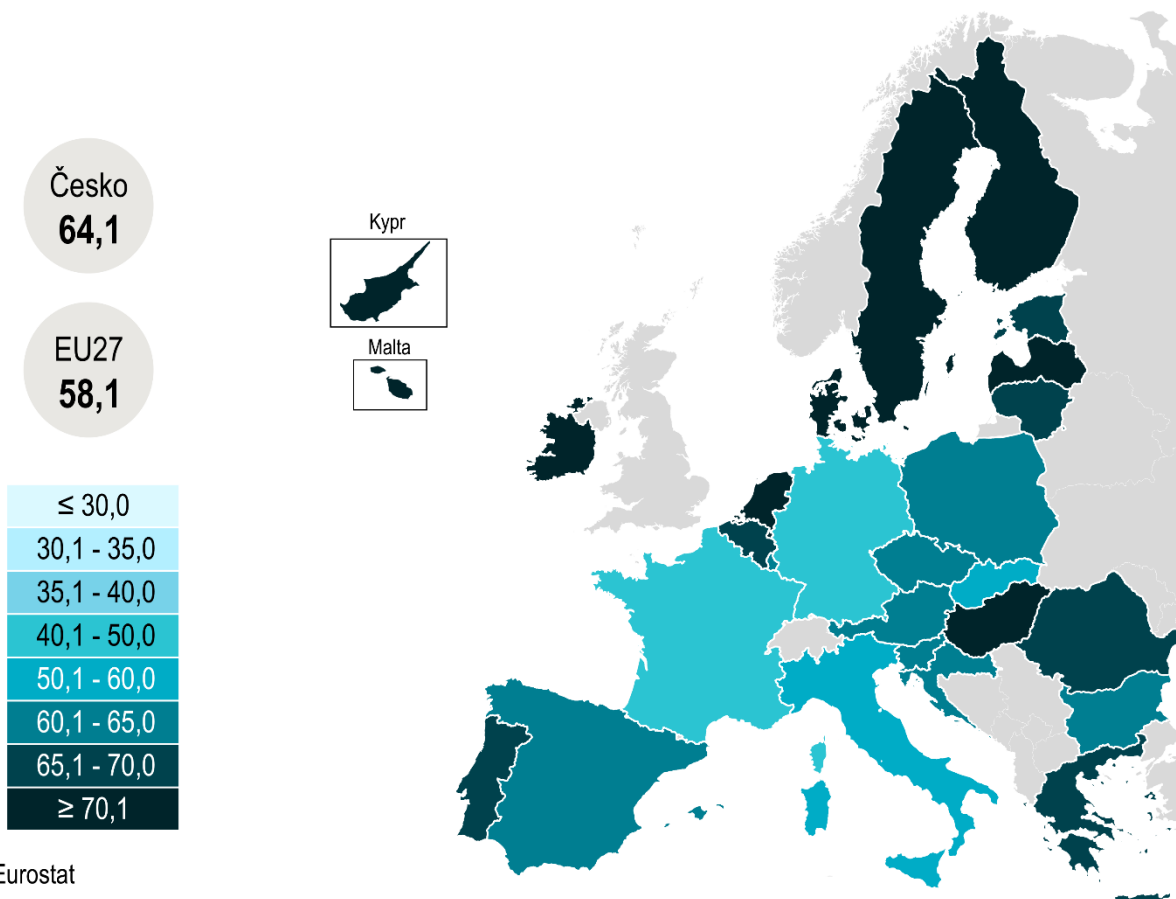 Česko
64,1
EU27
58,1
Kypr
Malta
≤ 30,0
30,1 - 35,0
35,1 - 40,0
40,1 - 50,0
50,1 - 60,0
60,1 - 65,0
65,1 - 70,0
≥ 70,1
Eurostat